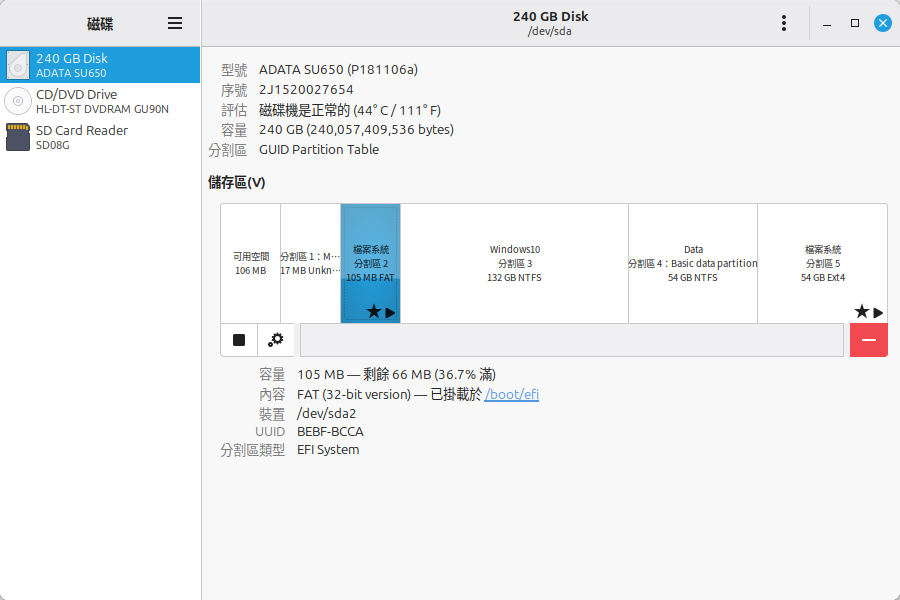 磁碟
240 GB Disk
/dev/sda
240 GB Disk
ADATA SU650
CD/DVD Drive
HL-DT-ST DVDRAM GU90N
SD Card Reader
SD08G
型號 ADATA SU650 (P181106a)
序號 2J1520027654
評估 磁碟機是正常的 (44° C / 111° F)
容量 240 GB (240,057,409,536 bytes)
分割區 GUID Partition Table
儲存區(V)
可用空間
106 MB
分割區 1：M…
17 MB Unkn…
檔案系統
分割區 2
105 MB FAT
Windows10
分割區 3
132 GB NTFS
Data
分割區 4：Basic data partition
54 GB NTFS
檔案系統
分割區 5
54 GB Ext4
容量 105 MB — 剩餘 66 MB (36.7% 滿)
內容 FAT (32-bit version) — 已掛載於 /boot/efi
裝置 /dev/sda2
UUID BEBF-BCCA
分割區類型 EFI System